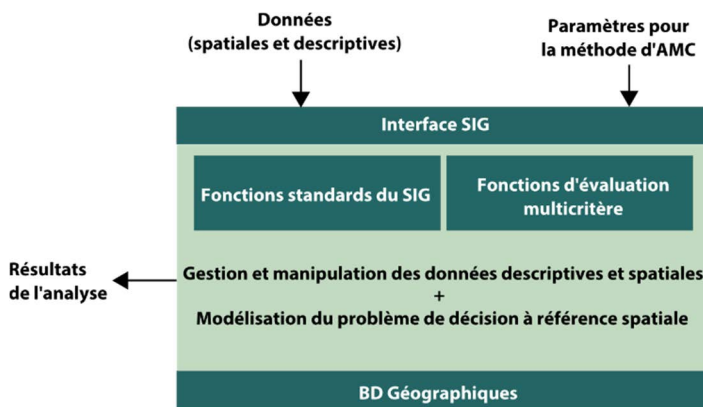 Données
(spatiales et descriptives)
Paramètres pour
la méthode d'AMC
Interface SIG
Fonctions standards du SIG
Fonctions d'évaluation
multicritère
Résultats
de l'analyse
Gestion et manipulation des données descriptives et spatiales
+
Modélisation du problème de décision à référence spatiale
BD Géographiques